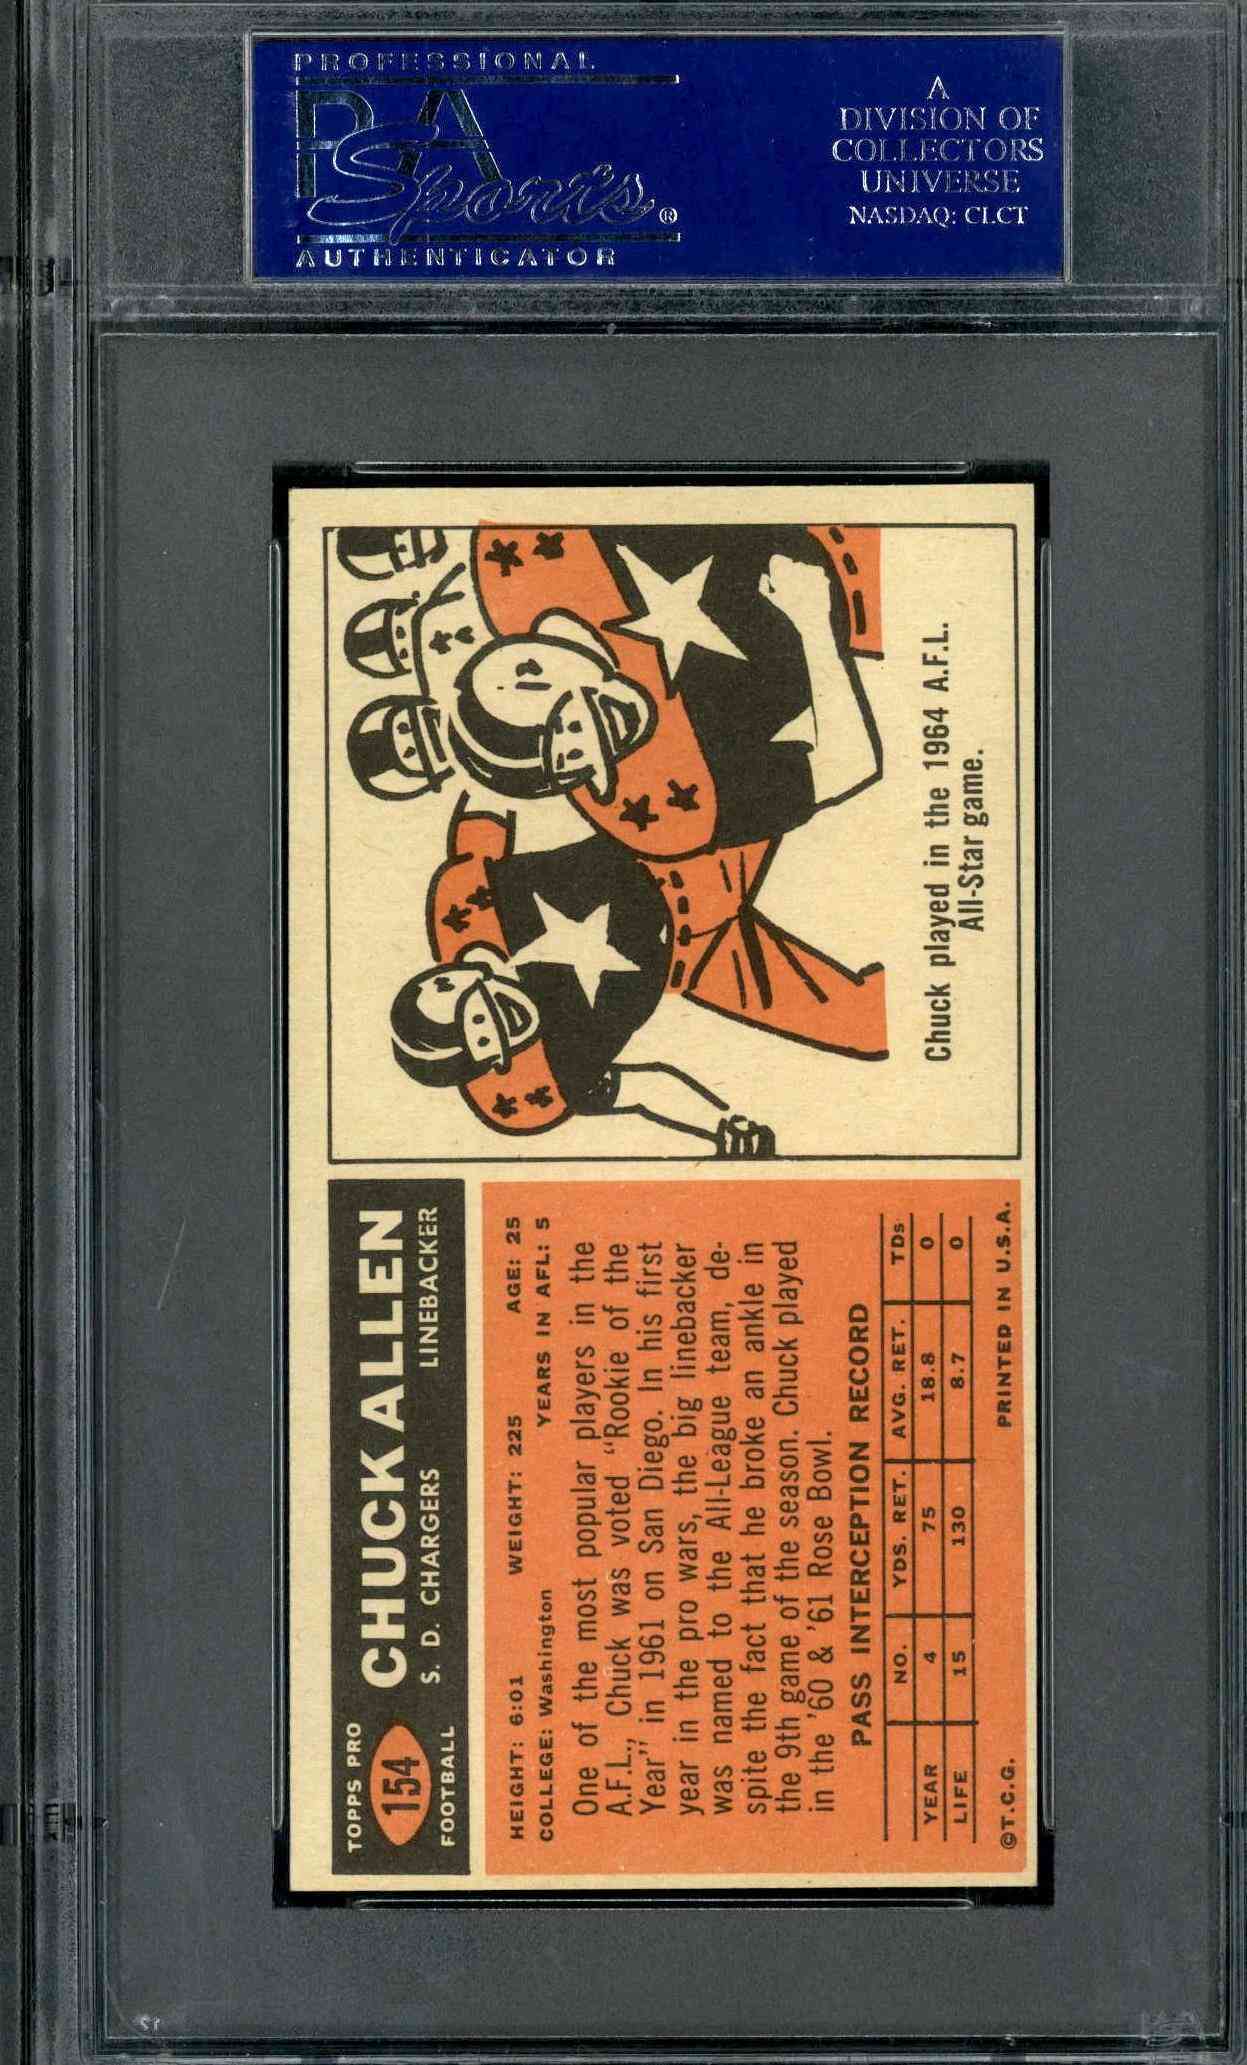 PROFESSIONAL
PSA
Sports®
AUTHENTICATOR
A
DIVISION OF
COLLECTORS
UNIVERSE
NASDAQ: CLCT
TOPPS PRO
154
FOOTBALL
CHUCK ALLEN
S. D. CHARGERS LINEBACKER
HEIGHT: 6:01 WEIGHT: 225 AGE: 25
COLLEGE: Washington YEARS IN AFL: 5
One of the most popular players in the
A.F.L., Chuck was voted "Rookie of the
Year" in 1961 on San Diego. In his first
year in the pro wars, the big linebacker
was named to the All-League team, de-
spite the fact that he broke an ankle in
the 9th game of the season. Chuck played
in the '60 & '61 Rose Bowl.
PASS INTERCEPTION RECORD
NO. YDS. RET. AVG. RET. TDs
YEAR 4 75 18.8 0
LIFE 15 130 8.7 0
©T.C.G. PRINTED IN U.S.A.
Chuck played in the 1964 A.F.L.
All-Star game.